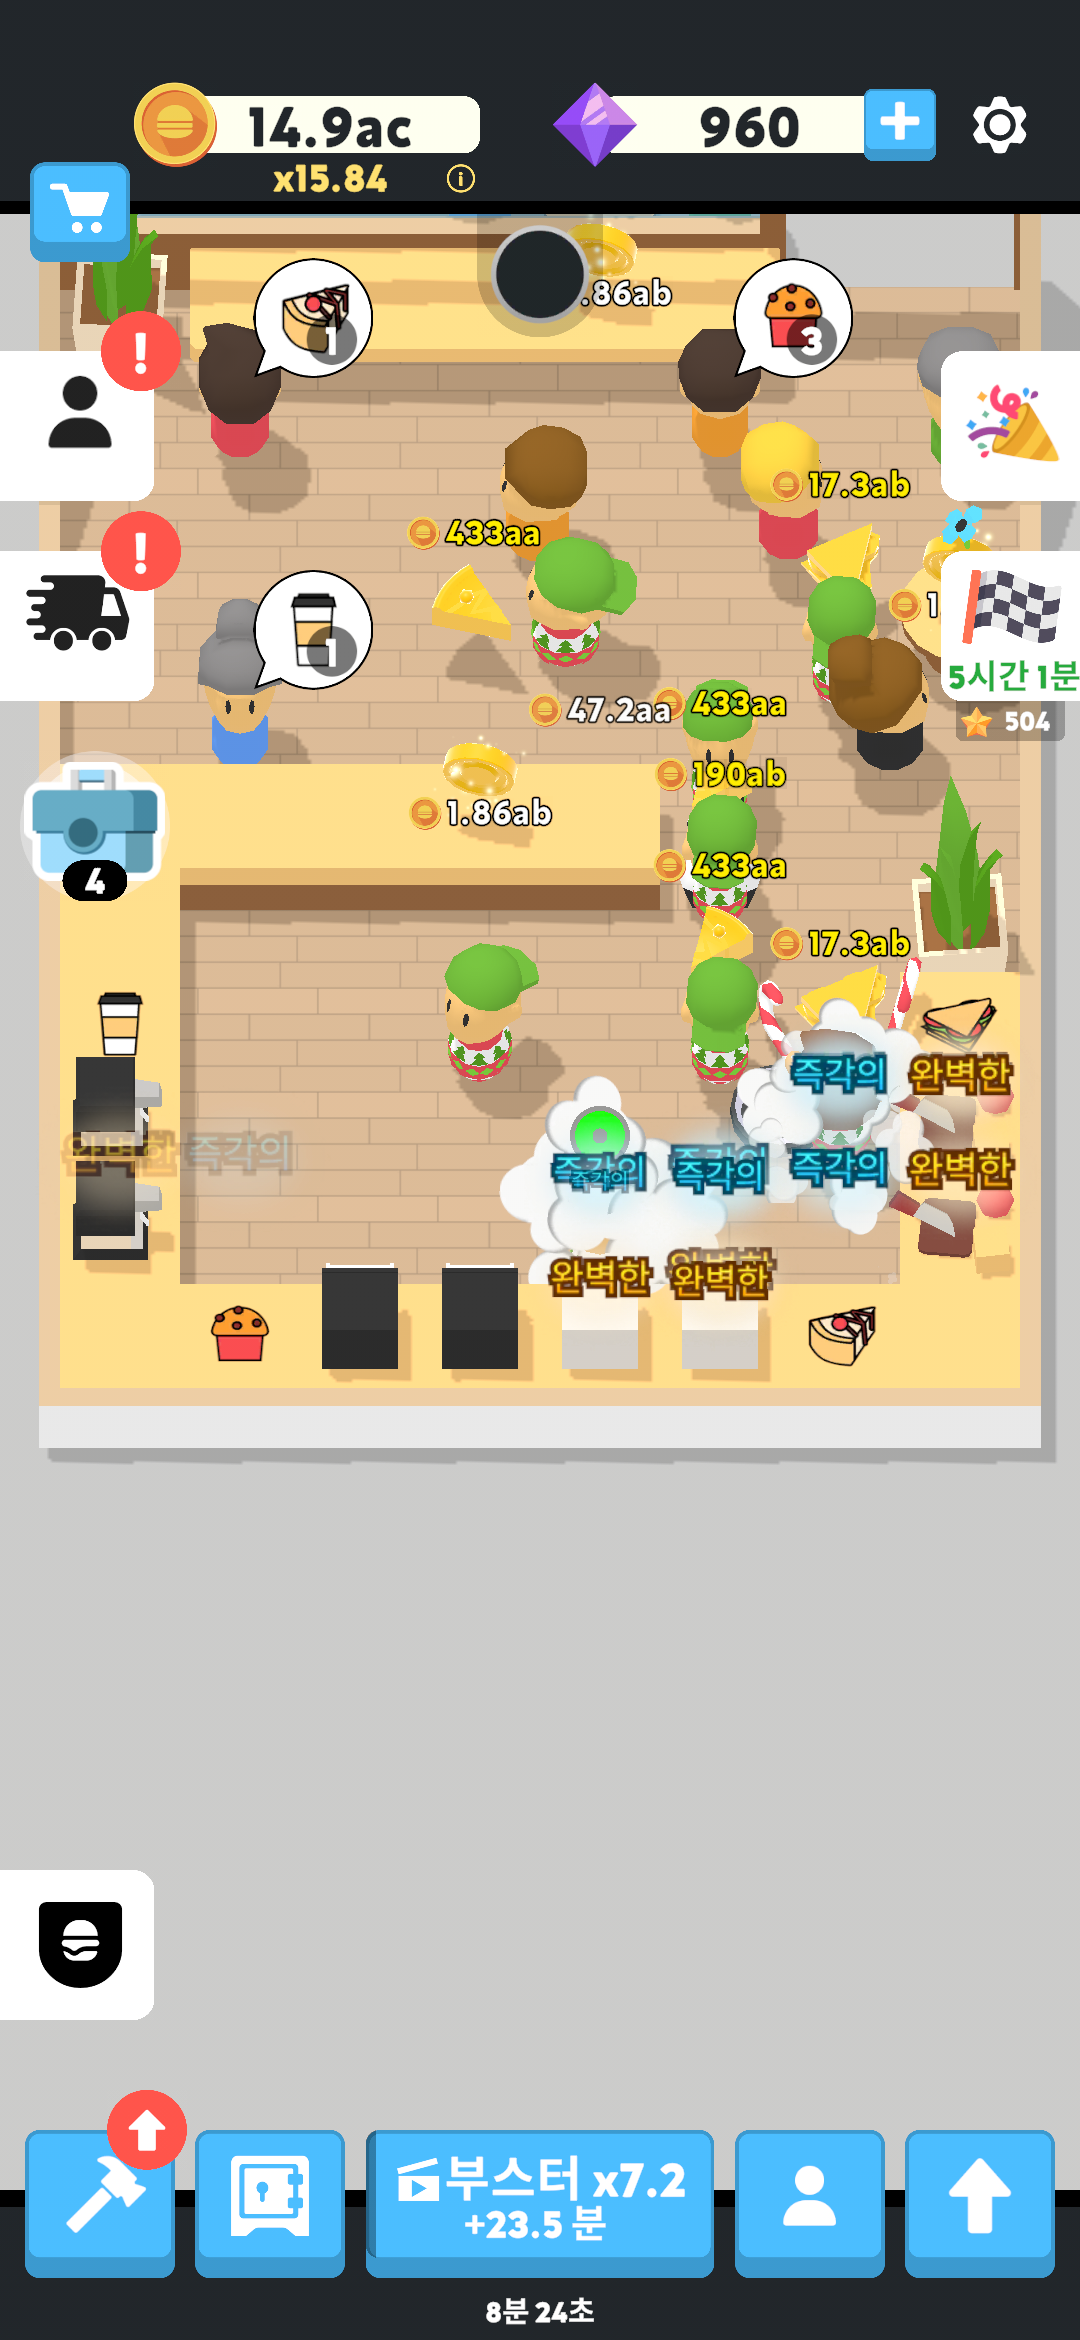 14.9ac
960
x15.84
.86ab
1
3
17.3ab
433aa
1
5시간 1분
504
1
47.2aa
433aa
190ab
1.86ab
433aa
4
17.3ab
즉각의
완벽한
완벽한
즉각의
즉각의
즉각의
즉각의
즉각의
완벽한
완벽한
완벽한
부스터 x7.2
+23.5 분
8분 24초